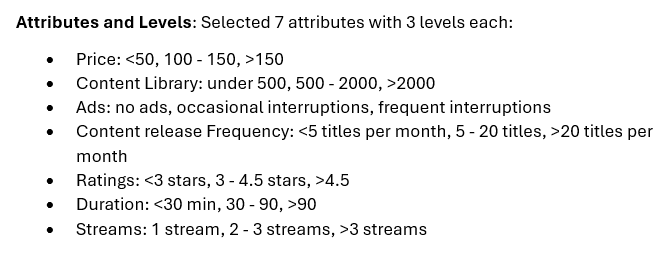 Attributes and Levels: Selected 7 attributes with 3 levels each:
• Price: <50, 100 - 150, >150
• Content Library: under 500, 500 - 2000, >2000
• Ads: no ads, occasional interruptions, frequent interruptions
• Content release Frequency: <5 titles per month, 5 - 20 titles, >20 titles per
month
• Ratings: <3 stars, 3 - 4.5 stars, >4.5
• Duration: <30 min, 30 - 90, >90
• Streams: 1 stream, 2 - 3 streams, >3 streams